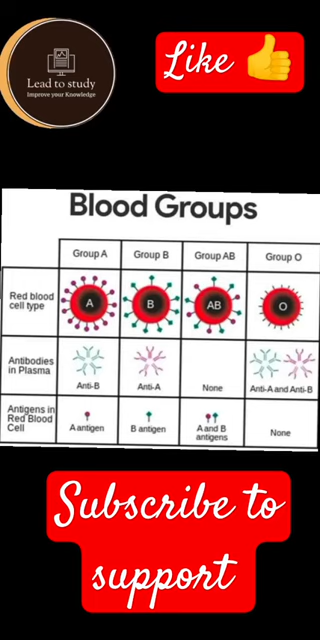 Lead to study
Improve your Knowledge
Like
Blood Groups
Group A Group B Group AB Group O
Red blood
cell type
A B AB O
Antibodies
in Plasma
Anti-B Anti-A None Anti-A and Anti-B
Antigens in
Red Blood
Cell
A antigen B antigen A and B
antigens None
Subscribe to
support